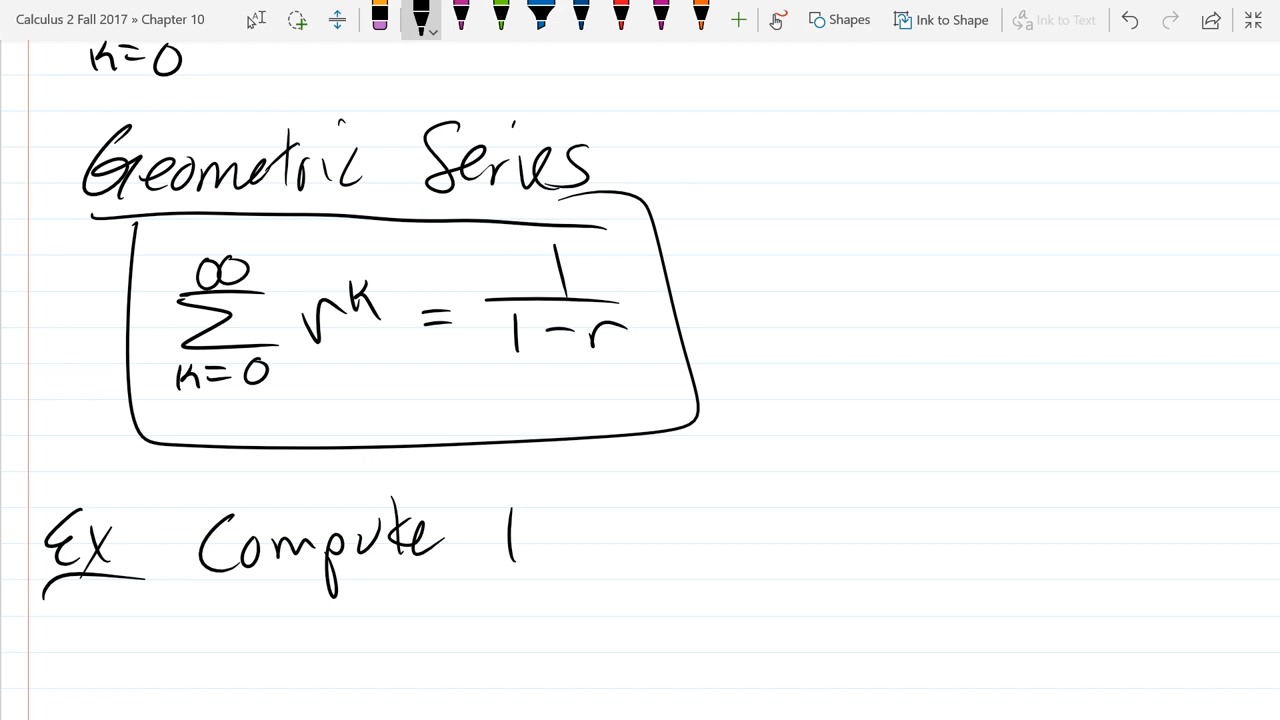 Calculus 2 Fall 2017 » Chapter 10
Shapes
Ink to Shape
Ink to Text
k=0
Geometric Series
∞
∑ r^k = 1/(1-r)
k=0
Ex Compute 1